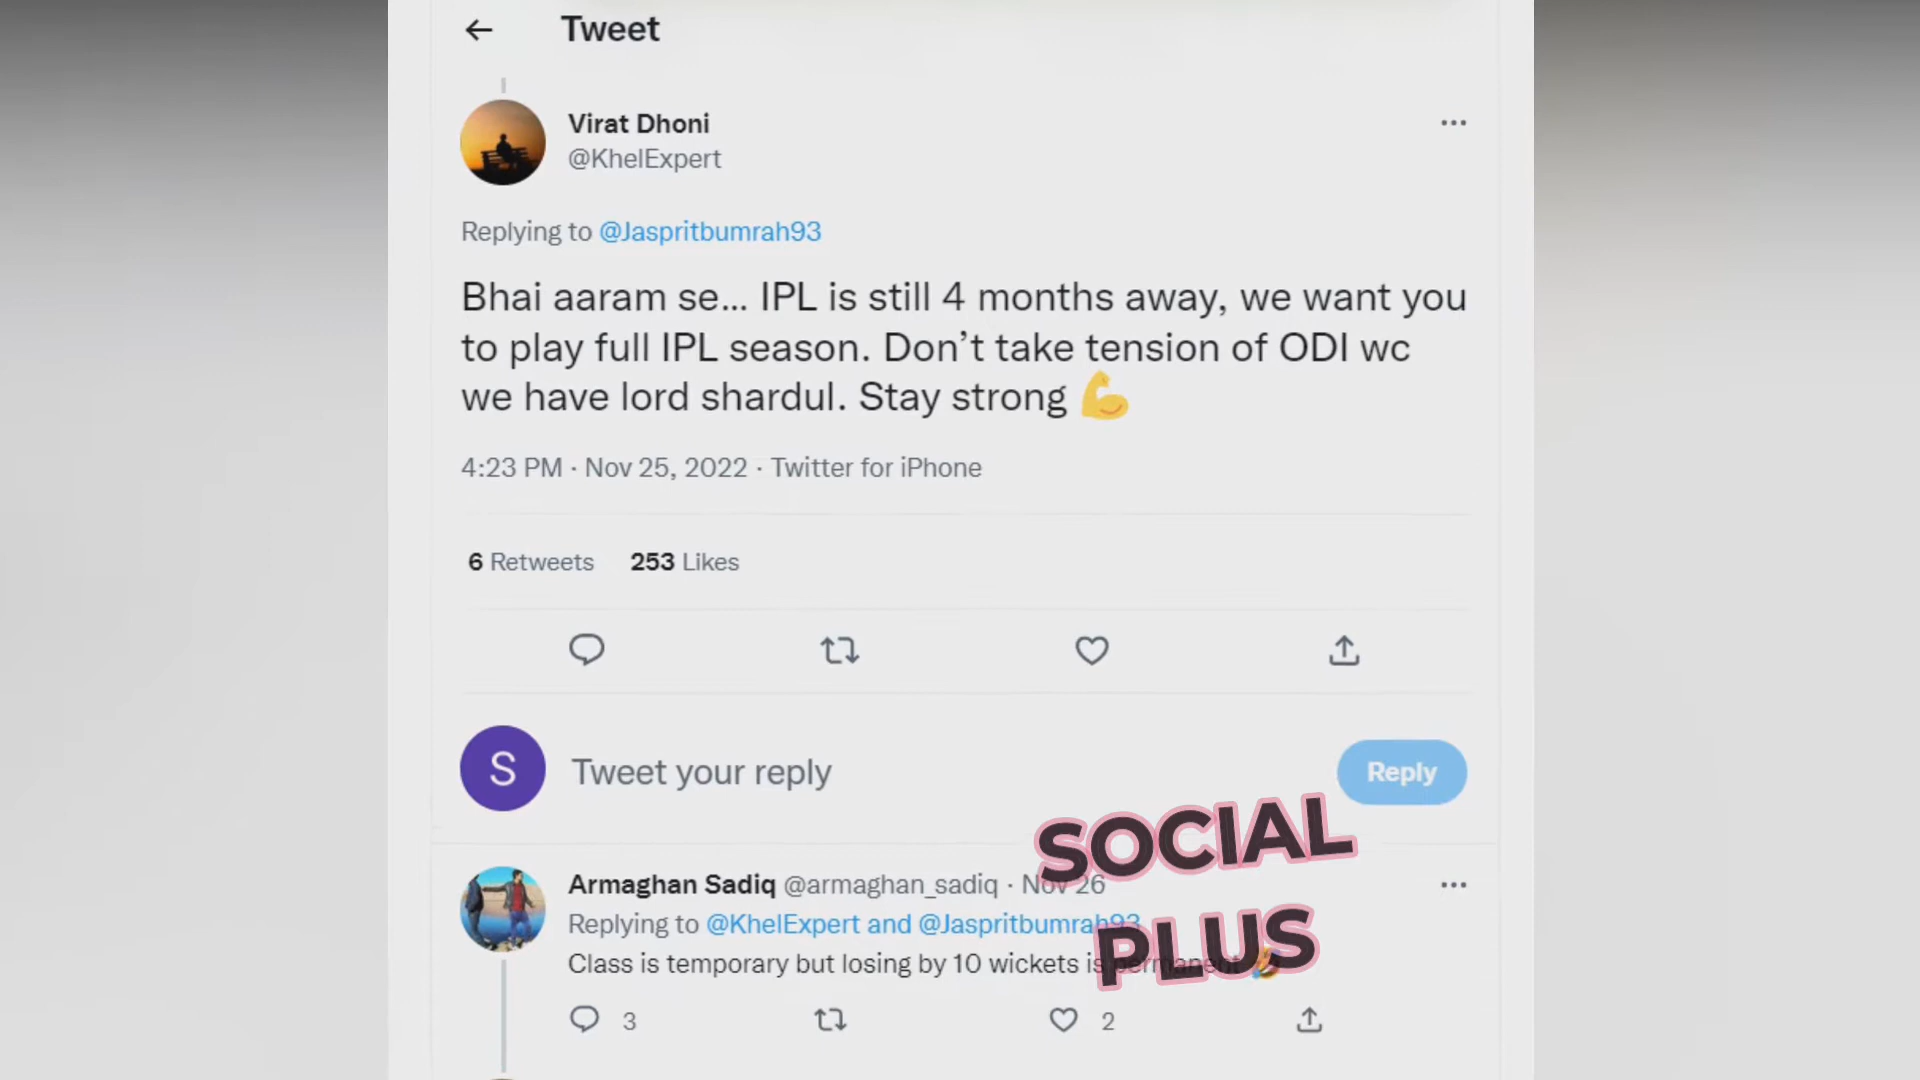 Tweet
Virat Dhoni
@KhelExpert
Replying to @Jaspritbumrah93
Bhai aaram se... IPL is still 4 months away, we want you
to play full IPL season. Don't take tension of ODI wc
we have lord shardul. Stay strong 💪
4:23 PM · Nov 25, 2022 · Twitter for iPhone
6 Retweets 253 Likes
S
Tweet your reply
Reply
Armaghan Sadiq @armaghan_sadiq · Nov 26
Replying to @KhelExpert and @Jaspritbumrah93
Class is temporary but losing by 10 wickets is permanent 🤣
3 2
SOCIAL
PLUS